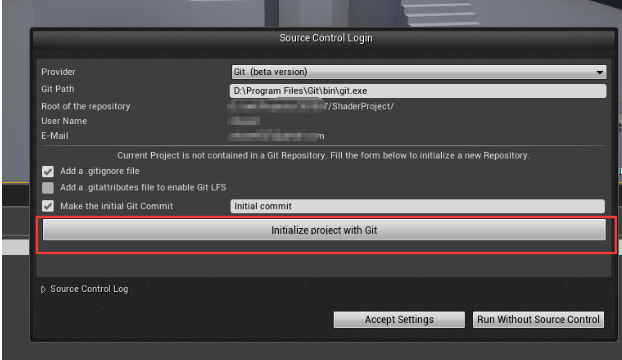 Source Control Login
Provider
Git (beta version)
Git Path
D:\Program Files\Git\bin\git.exe
Root of the repository
7/ShaderProject/
User Name
E-Mail
m
Current Project is not contained in a Git Repository. Fill the form below to initialize a new Repository.
Add a .gitignore file
Add a .gitattributes file to enable Git LFS
Make the initial Git Commit
Initial commit
Initialize project with Git
Source Control Log
Accept Settings
Run Without Source Control